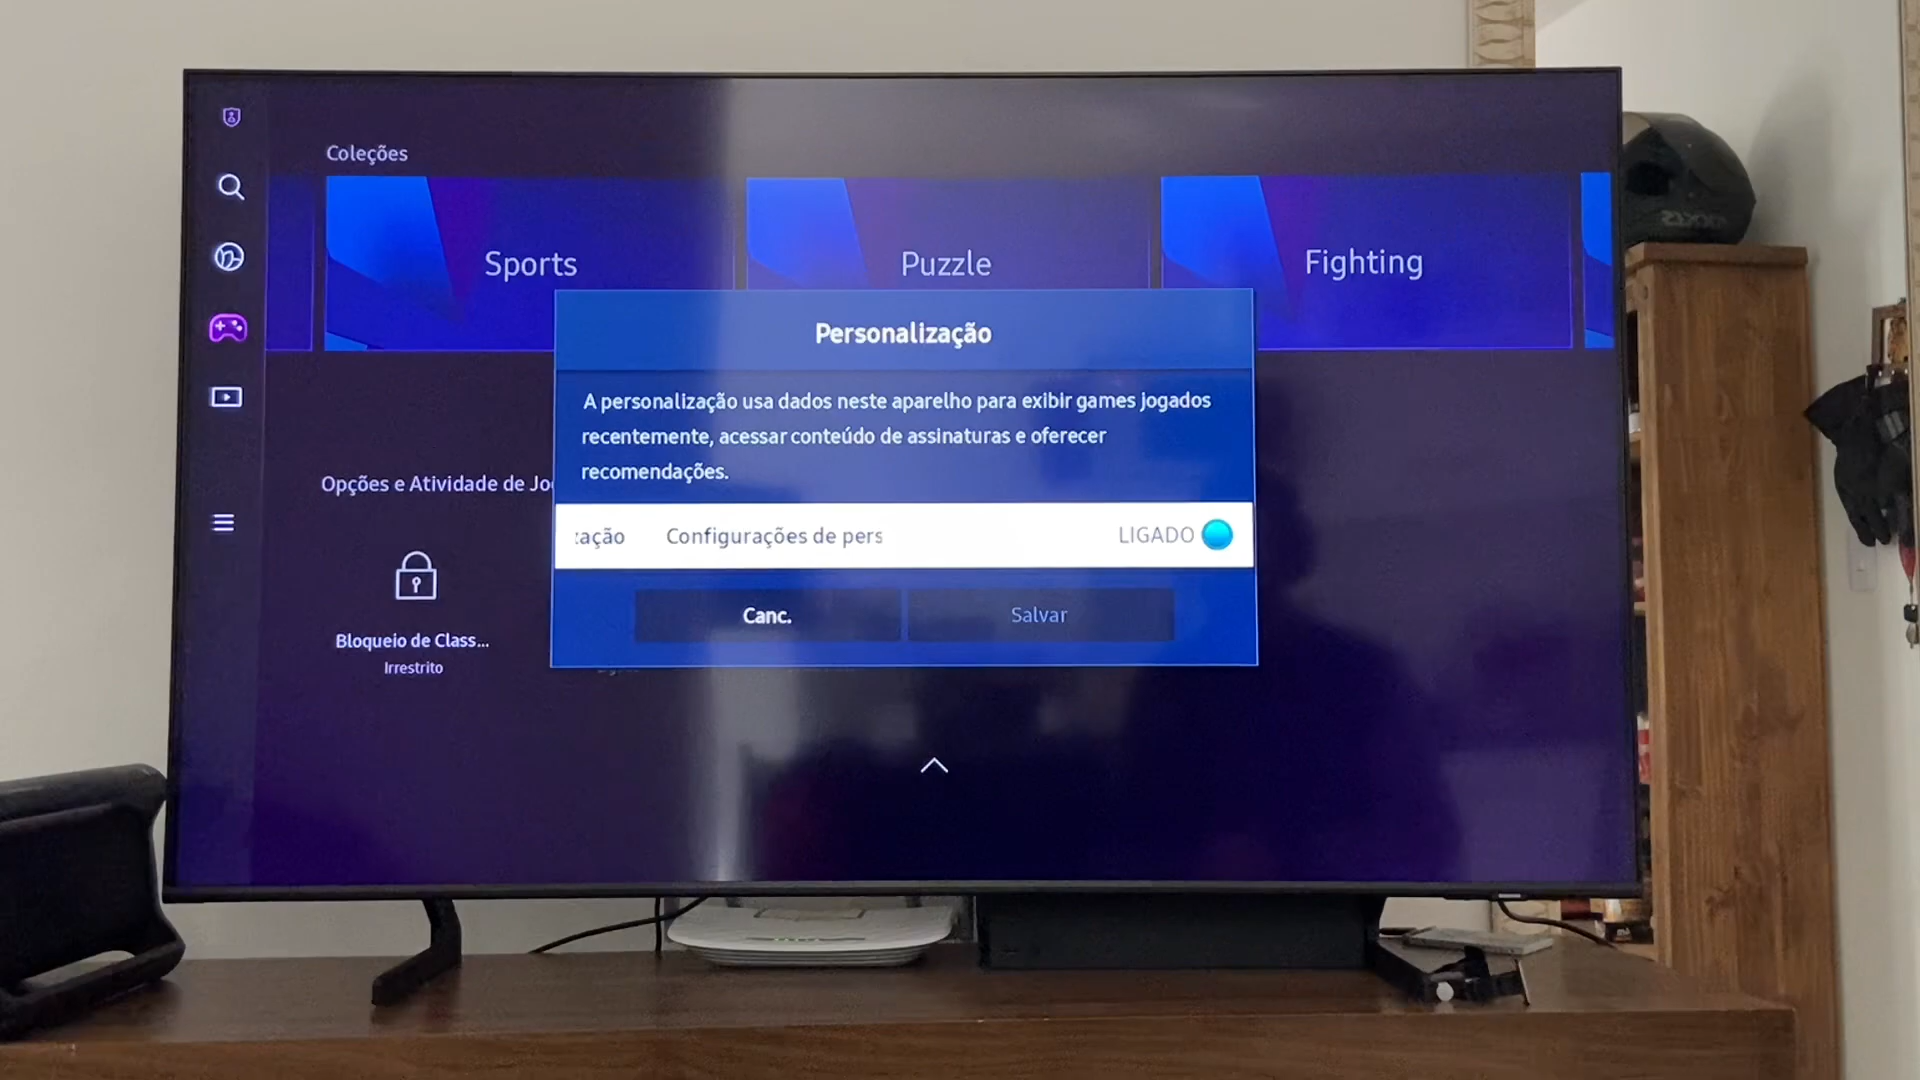 Coleções
Sports
Puzzle
Fighting
Personalização
A personalização usa dados neste aparelho para exibir games jogados
recentemente, acessar conteúdo de assinaturas e oferecer
recomendações.
Opções e Atividade de Jo
zação Configurações de pers LIGADO
Canc. Salvar
Bloqueio de Class...
Irrestrito